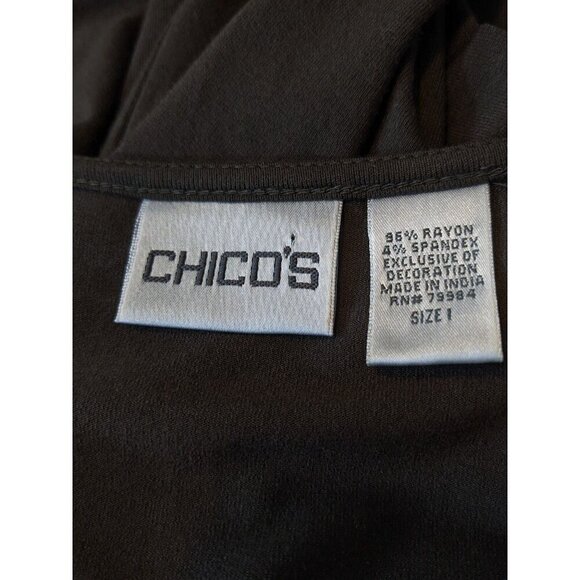 CHICO'S
96% RAYON
4% SPANDEX
EXCLUSIVE OF
DECORATION
MADE IN INDIA
RN# 79984
SIZE 1